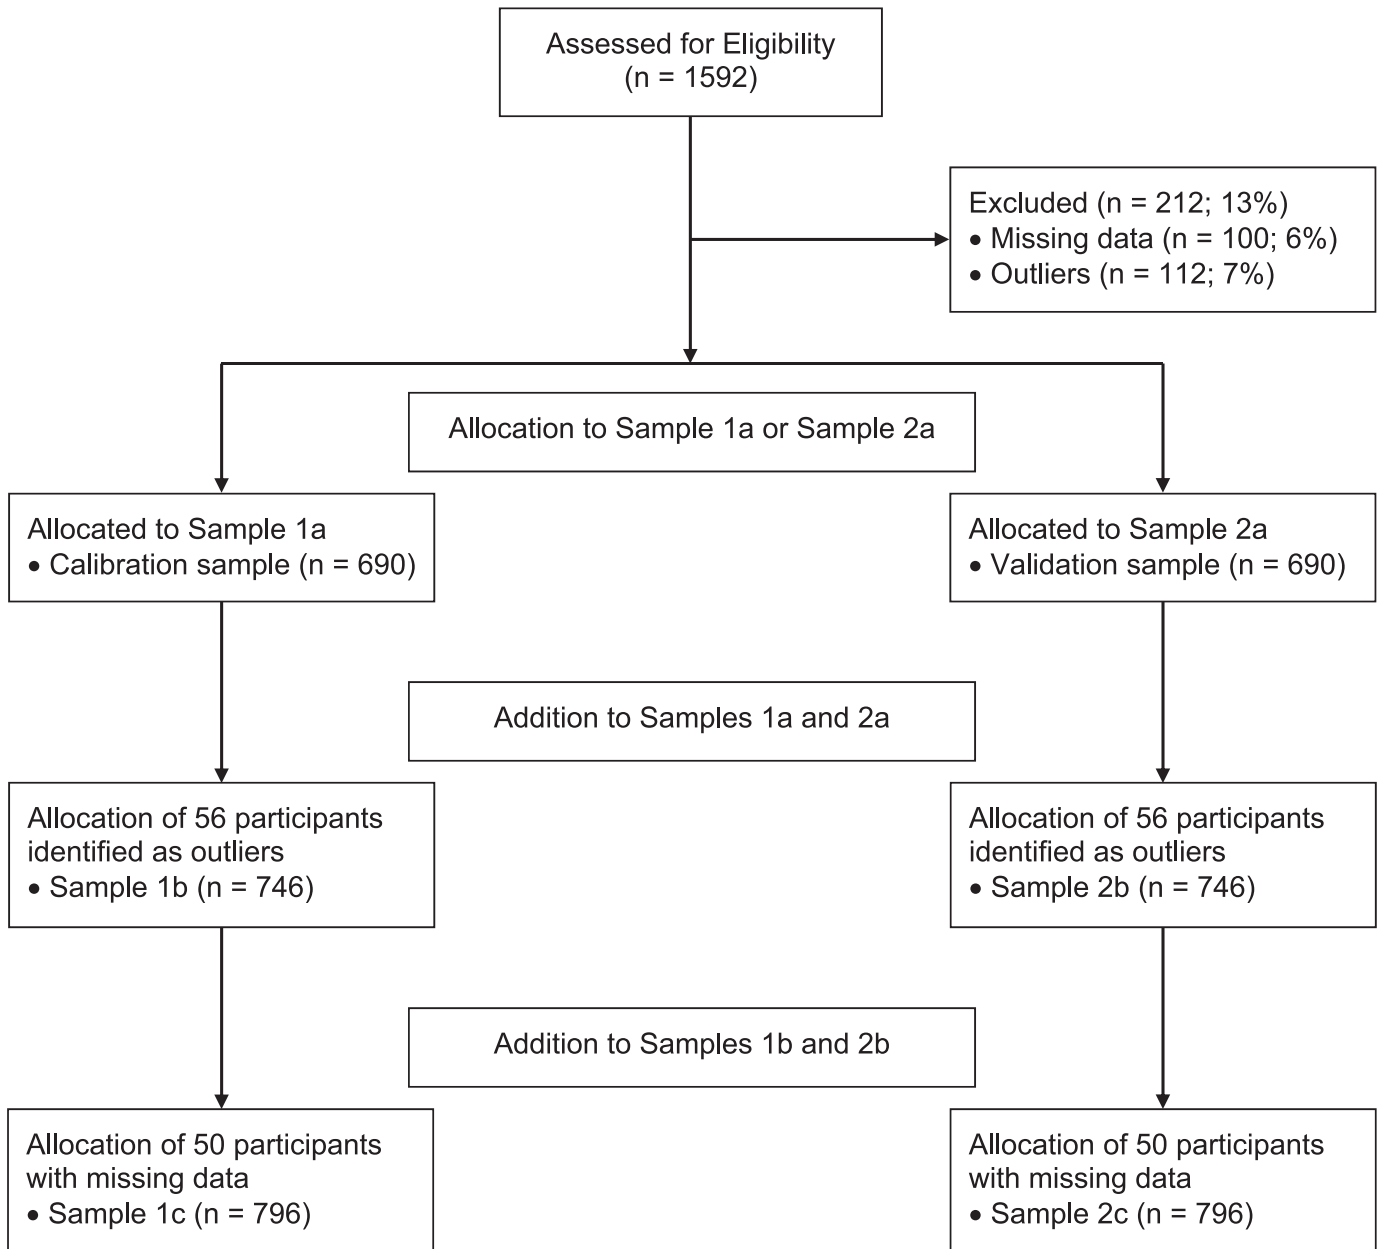 Assessed for Eligibility
(n = 1592)
Excluded (n = 212; 13%)
• Missing data (n = 100; 6%)
• Outliers (n = 112; 7%)
Allocation to Sample 1a or Sample 2a
Allocated to Sample 1a
• Calibration sample (n = 690)
Allocated to Sample 2a
• Validation sample (n = 690)
Addition to Samples 1a and 2a
Allocation of 56 participants
identified as outliers
• Sample 1b (n = 746)
Allocation of 56 participants
identified as outliers
• Sample 2b (n = 746)
Addition to Samples 1b and 2b
Allocation of 50 participants
with missing data
• Sample 1c (n = 796)
Allocation of 50 participants
with missing data
• Sample 2c (n = 796)